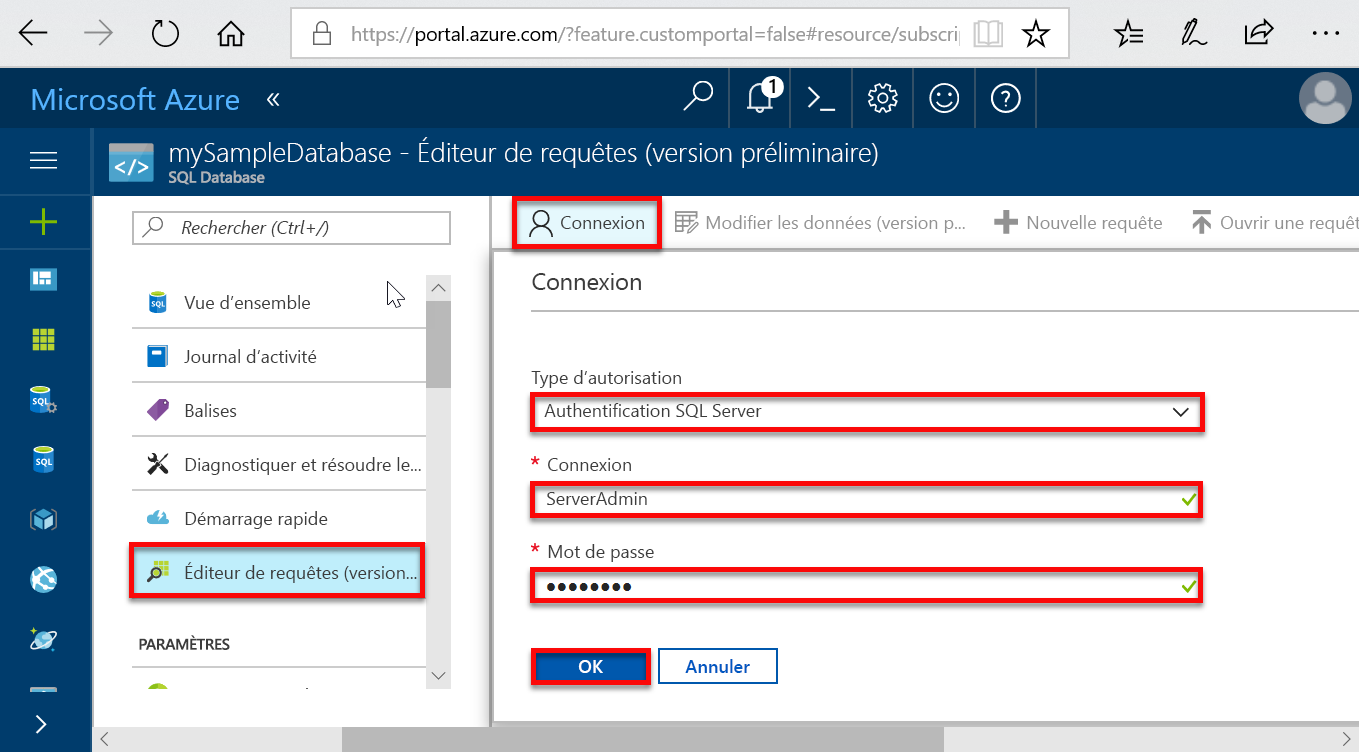 https://portal.azure.com/?feature.customportal=false#resource/subscri
Microsoft Azure «
1
mySampleDatabase - Éditeur de requêtes (version préliminaire)
SQL Database
Rechercher (Ctrl+/)
Connexion
Modifier les données (version p...
Nouvelle requête
Ouvrir une requêt
Vue d’ensemble
Journal d’activité
Balises
Diagnostiquer et résoudre le...
Démarrage rapide
Éditeur de requêtes (version...
PARAMÈTRES
Connexion
Type d’autorisation
Authentification SQL Server
* Connexion
ServerAdmin
* Mot de passe
••••••••
OK
Annuler
SQL
SQL
SQL